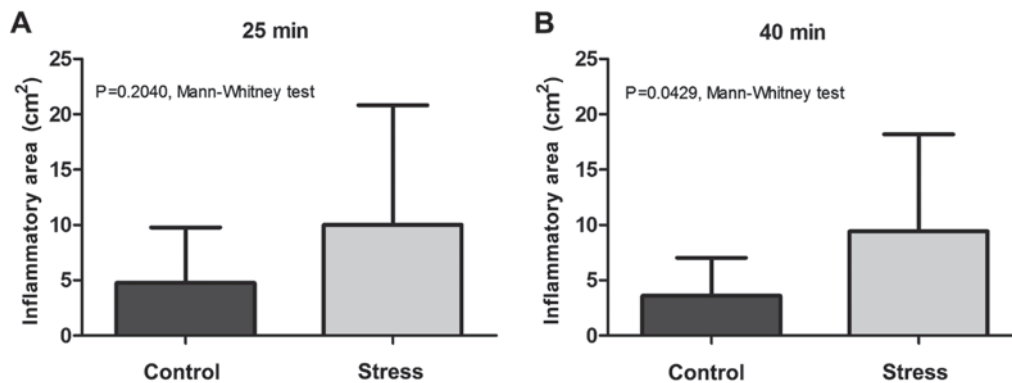 A
25 min
Inflammatory area (cm²)
25
20
15
10
5
0
P=0.2040, Mann-Whitney test
Control
Stress
B
40 min
Inflammatory area (cm²)
25
20
15
10
5
0
P=0.0429, Mann-Whitney test
Control
Stress